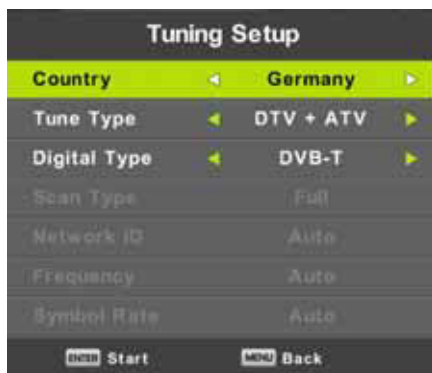 Tuning Setup
Country Germany
Tune Type DTV + ATV
Digital Type DVB-T
Scan Type Full
Network ID Auto
Frequency Auto
Symbol Rate Auto
ENTER Start MENU Back